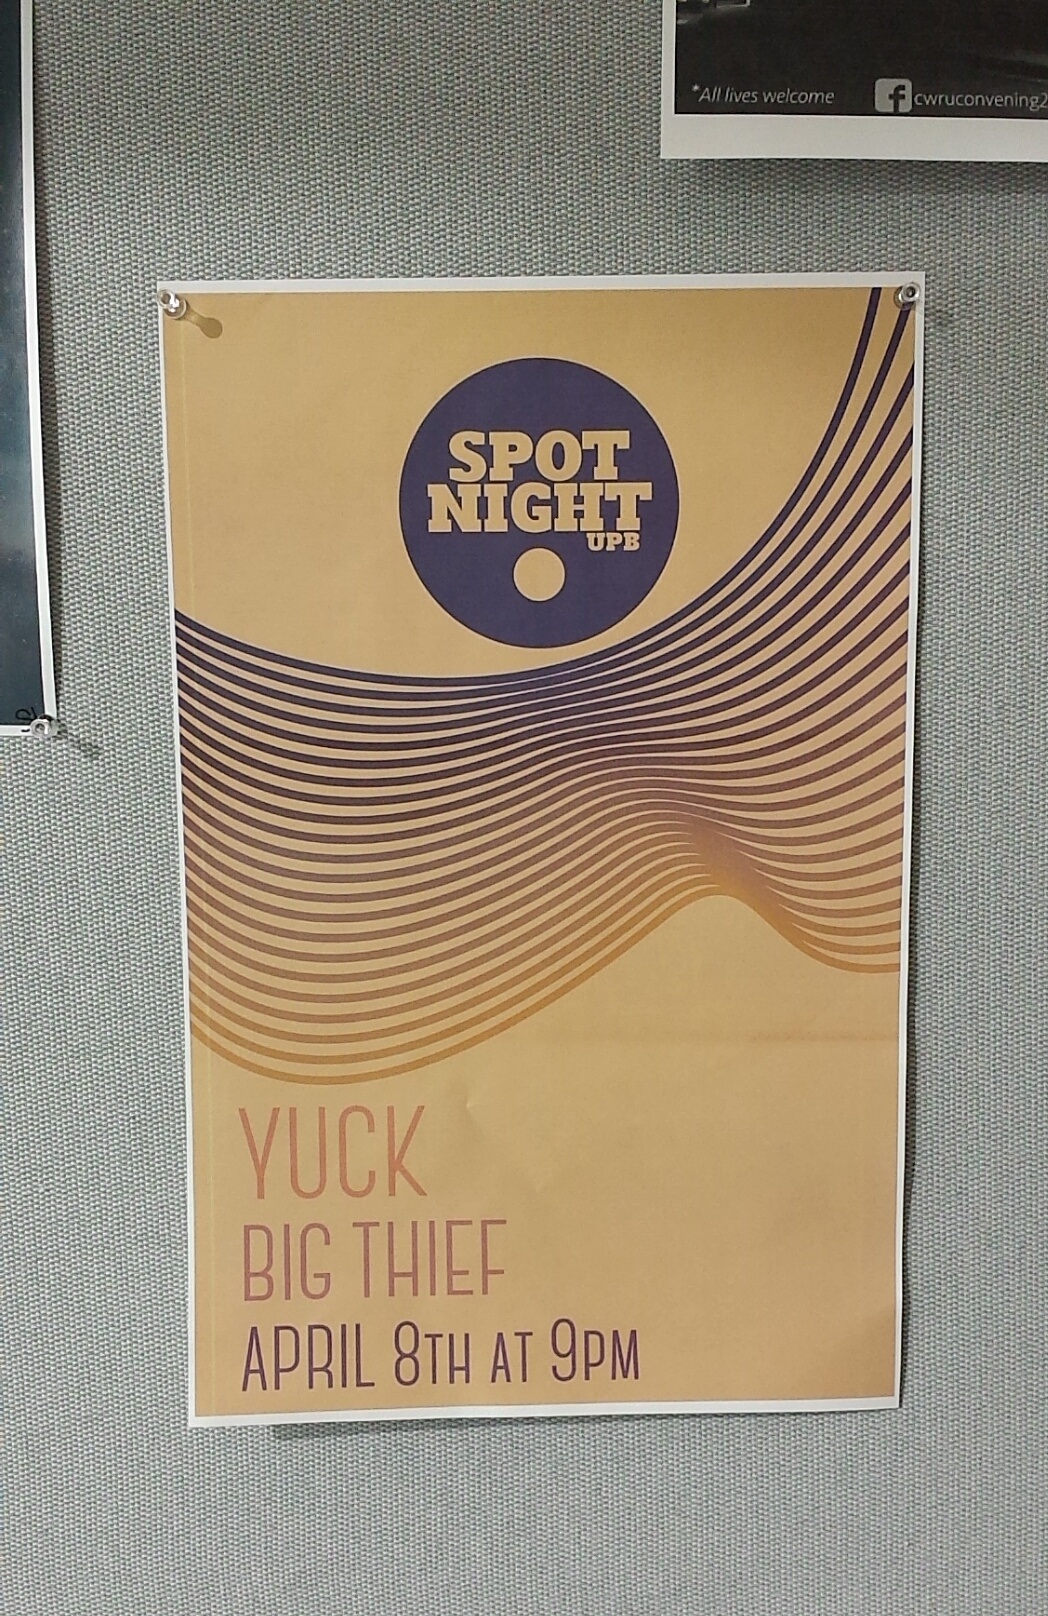 *All lives welcome
cwruconvening2
SPOT
NIGHT
UPB
YUCK
BIG THIEF
APRIL 8TH AT 9PM